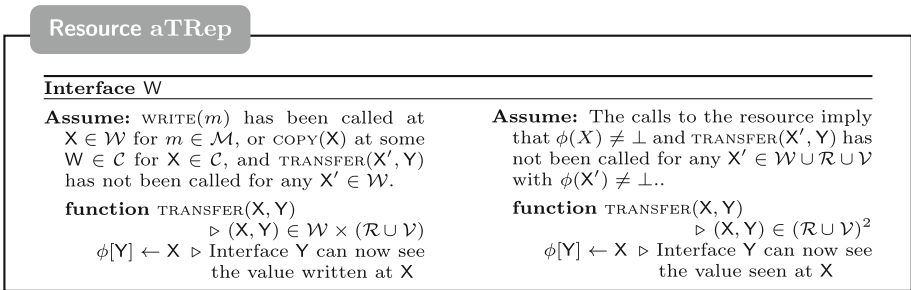 Resource aTRep
Interface W
Assume: WRITE(m) has been called at
X ∈ 𝒲 for m ∈ ℳ, or COPY(X) at some
W ∈ 𝒞 for X ∈ 𝒞, and TRANSFER(X′, Y)
has not been called for any X′ ∈ 𝒲.
function TRANSFER(X, Y)
▷ (X, Y) ∈ 𝒲 × (ℛ ∪ 𝒱)
ϕ[Y] ← X ▷ Interface Y can now see
the value written at X
Assume: The calls to the resource imply
that ϕ(X) ≠ ⊥ and TRANSFER(X′, Y) has
not been called for any X′ ∈ 𝒲 ∪ ℛ ∪ 𝒱
with ϕ(X′) ≠ ⊥..
function TRANSFER(X, Y)
▷ (X, Y) ∈ (ℛ ∪ 𝒱)²
ϕ[Y] ← X ▷ Interface Y can now see
the value seen at X